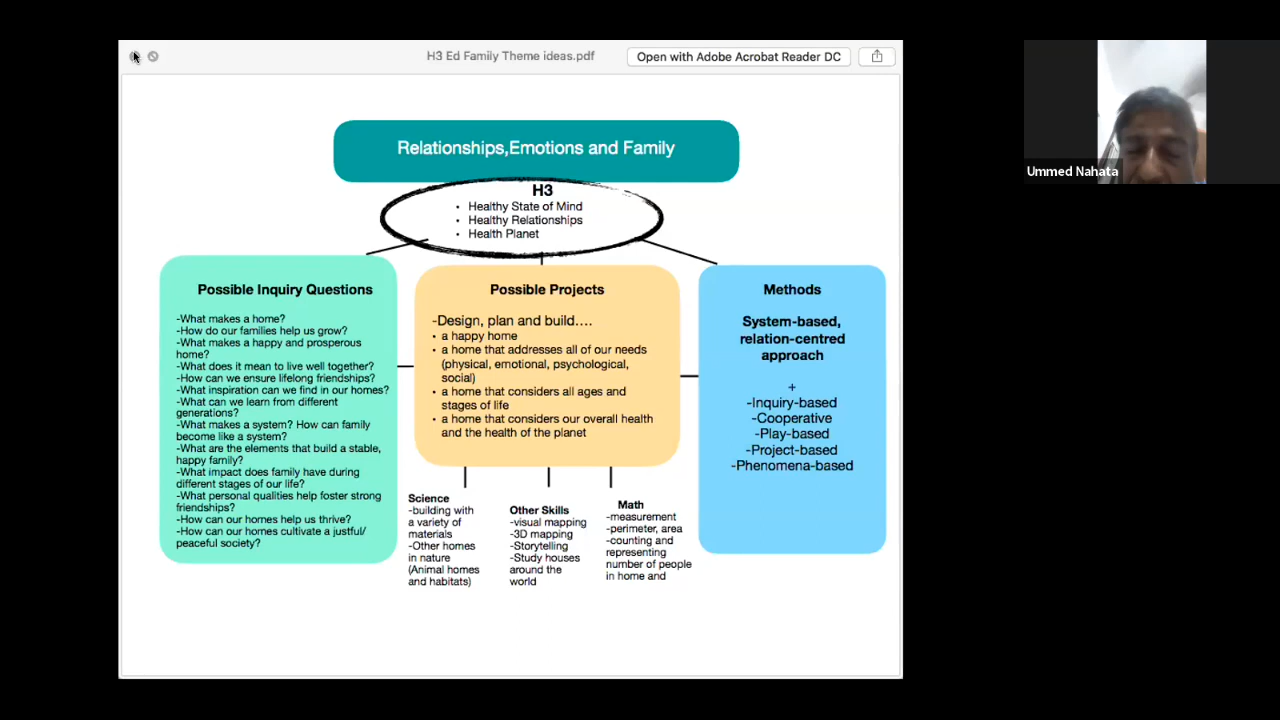 H3 Ed Family Theme ideas.pdf
Open with Adobe Acrobat Reader DC
Ummed Nahata
Relationships,Emotions and Family
H3
• Healthy State of Mind
• Healthy Relationships
• Health Planet
Possible Inquiry Questions
-What makes a home?
-How do our families help us grow?
-What makes a happy and prosperous
home?
-What does it mean to live well together?
-How can we ensure lifelong friendships?
-What inspiration can we find in our homes?
-What can we learn from different
generations?
-What makes a system? How can family
become like a system?
-What are the elements that build a stable,
happy family?
-What impact does family have during
different stages of our life?
-What personal qualities help foster strong
friendships?
-How can our homes help us thrive?
-How can our homes cultivate a justful/
peaceful society?
Possible Projects
-Design, plan and build....
• a happy home
• a home that addresses all of our needs
(physical, emotional, psychological,
social)
• a home that considers all ages and
stages of life
• a home that considers our overall health
and the health of the planet
Methods
System-based,
relation-centred
approach
+
-Inquiry-based
-Cooperative
-Play-based
-Project-based
-Phenomena-based
Science
-building with
a variety of
materials
-Other homes
in nature
(Animal homes
and habitats)
Other Skills
-visual mapping
-3D mapping
-Storytelling
-Study houses
around the
world
Math
-measurement
-perimeter, area
-counting and
representing
number of people
in home and